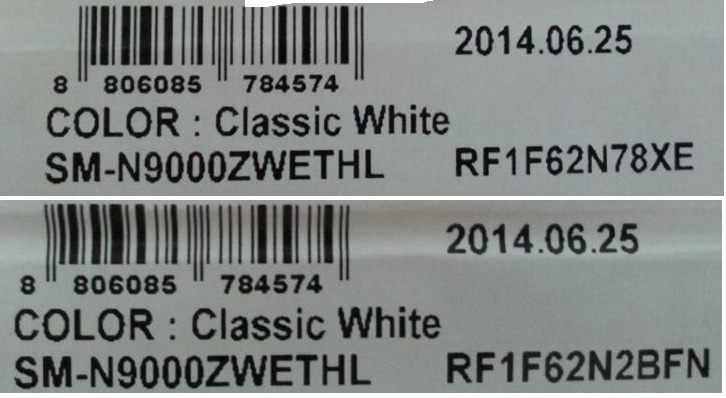 2014.06.25
8 806085 784574
COLOR : Classic White
SM-N9000ZWETHL RF1F62N78XE
2014.06.25
8 806085 784574
COLOR : Classic White
SM-N9000ZWETHL RF1F62N2BFN